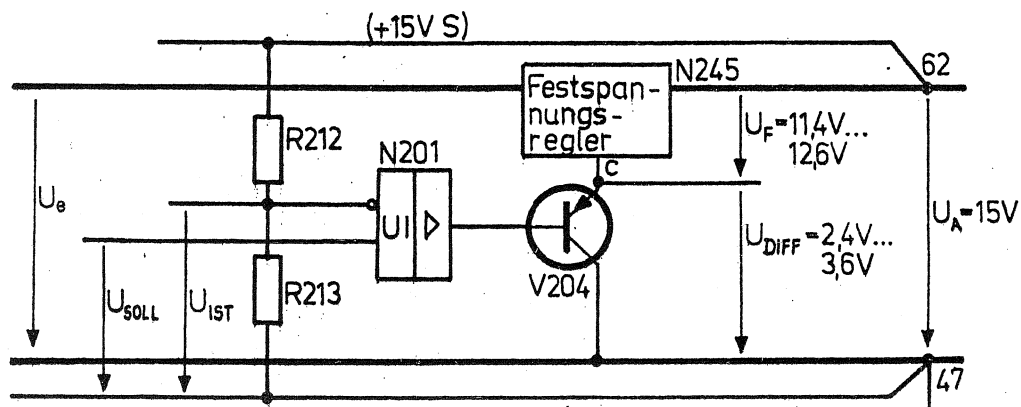 (+15V S)
62
N245
Festspan-
nungs-
regler
U_F=11,4V...
12,6V
R212
N201
c
U_e
UI
U_A=15V
U_DIFF=2,4V...
3,6V
V204
R213
U_SOLL
U_IST
47